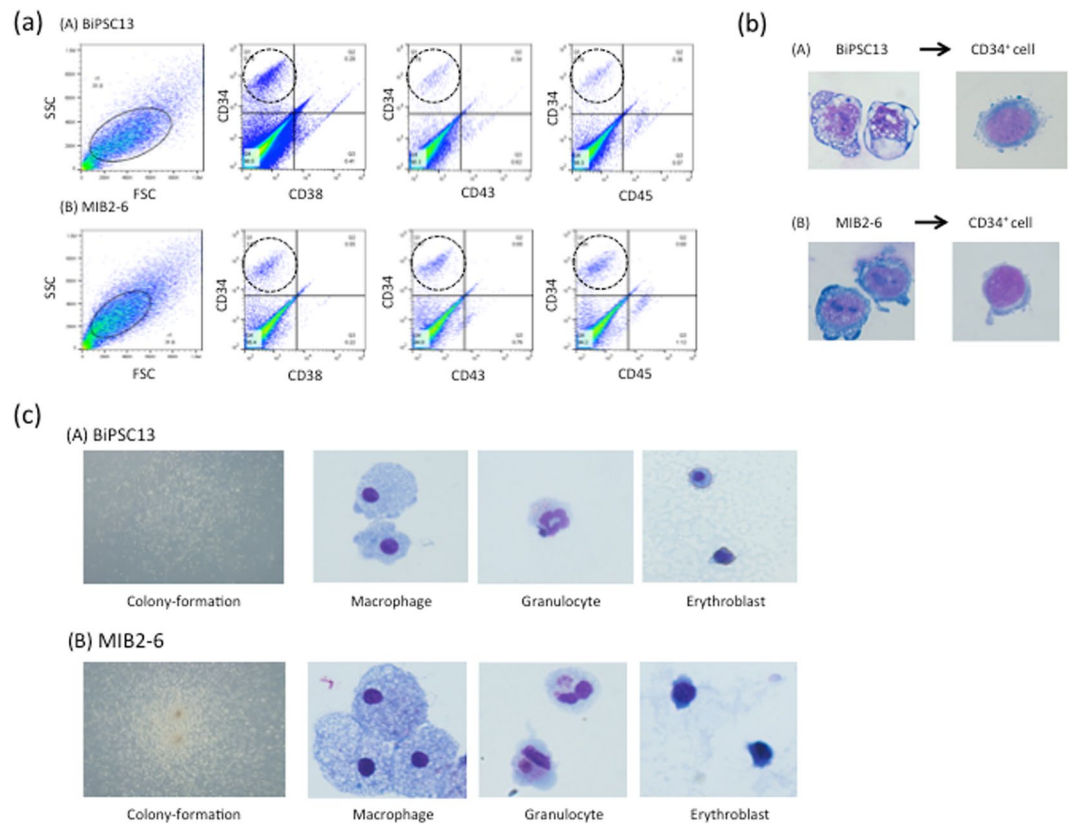 (a)
(A) BiPSC13
SSC
FSC
CD34
CD38
CD34
CD43
CD34
CD45
(B) MIB2-6
SSC
FSC
CD34
CD38
CD34
CD43
CD34
CD45
(b)
(A) BiPSC13 → CD34⁺ cell
(B) MIB2-6 → CD34⁺ cell
(c)
(A) BiPSC13
Colony-formation Macrophage Granulocyte Erythroblast
(B) MIB2-6
Colony-formation Macrophage Granulocyte Erythroblast